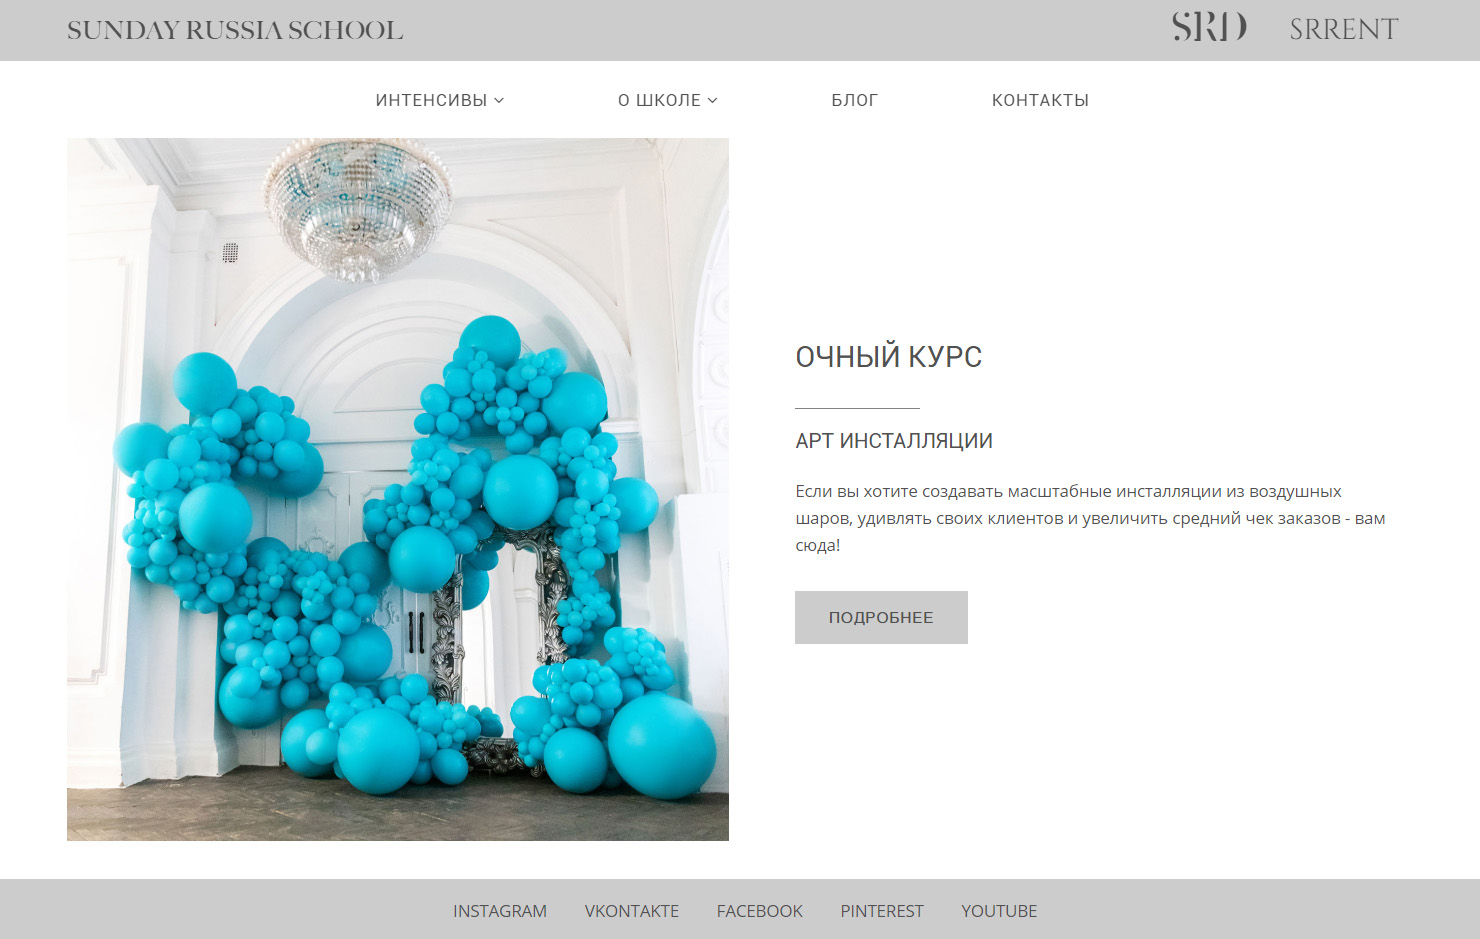 SUNDAY RUSSIA SCHOOL
SRD SRRENT
ИНТЕНСИВЫ О ШКОЛЕ БЛОГ КОНТАКТЫ
ОЧНЫЙ КУРС
АРТ ИНСТАЛЛЯЦИИ
Если вы хотите создавать масштабные инсталляции из воздушных
шаров, удивлять своих клиентов и увеличить средний чек заказов - вам
сюда!
ПОДРОБНЕЕ
INSTAGRAM VKONTAKTE FACEBOOK PINTEREST YOUTUBE